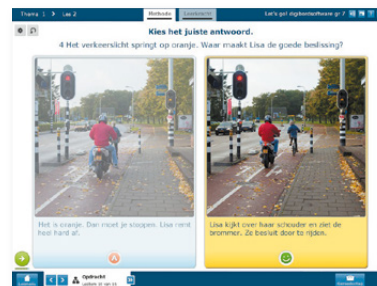 Thema 1 > Les 2
Methode
Leerkracht
Let's go! digibordsoftware gr 7
Kies het juiste antwoord.
4 Het verkeerslicht springt op oranje. Waar maakt Lisa de goede beslissing?
Het is oranje. Dan moet je stoppen. Lisa remt
heel hard af.
Lisa kijkt over haar schouder en ziet de
brommer. Ze besluit door te rijden.
Opdracht